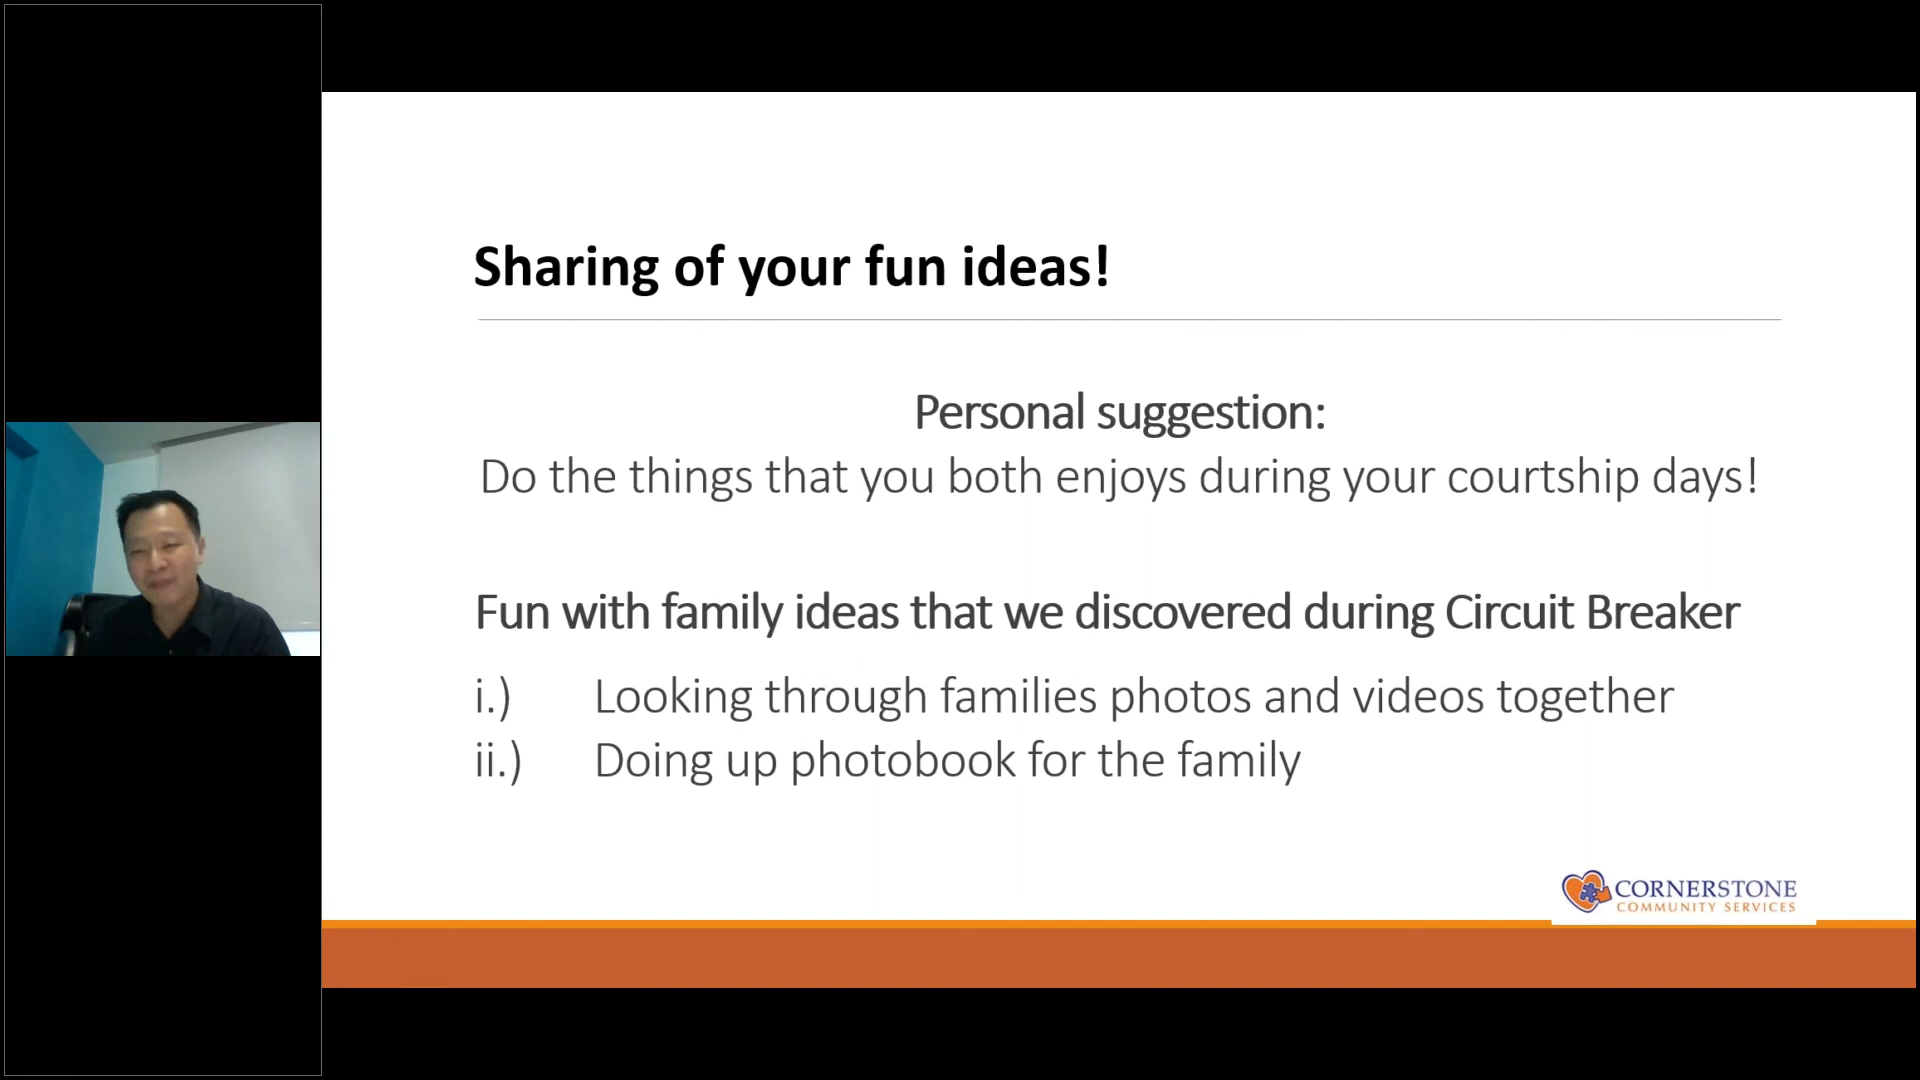 Sharing of your fun ideas!
Personal suggestion:
Do the things that you both enjoys during your courtship days!
Fun with family ideas that we discovered during Circuit Breaker
i.) Looking through families photos and videos together
ii.) Doing up photobook for the family
CORNERSTONE
COMMUNITY SERVICES